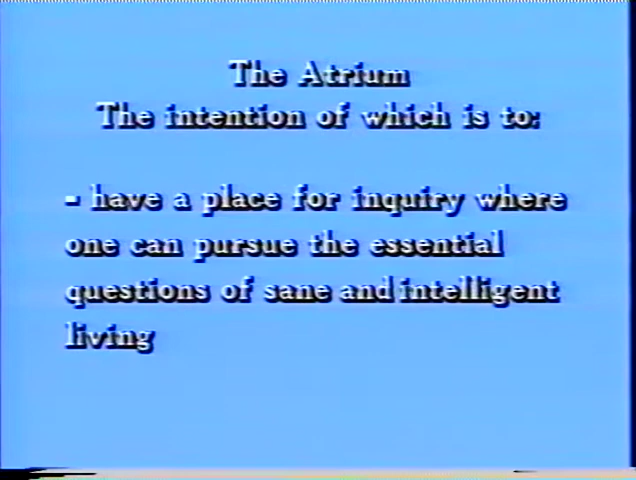 The Atrium
The intention of which is to:
- have a place for inquiry where
one can pursue the essential
questions of sane and intelligent
living